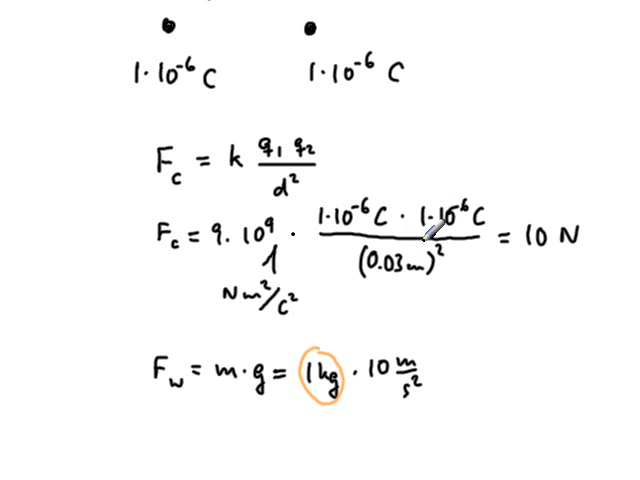 1·10⁻⁶ C 1·10⁻⁶ C
F_c = k q₁ q₂ / d²
F_c = 9·10⁹ · 1·10⁻⁶ C · 1·10⁻⁶ C / (0.03 m)² = 10 N
Nm²/C²
F_w = m·g = 1 kg · 10 m/s²